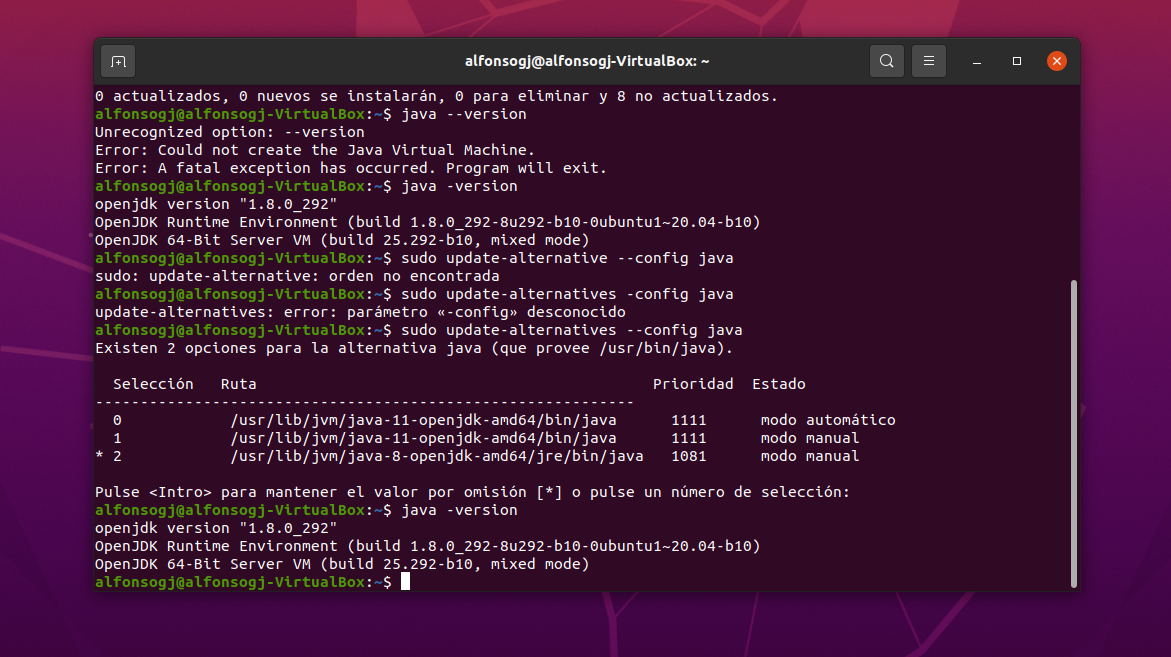 alfonsogj@alfonsogj-VirtualBox: ~
0 actualizados, 0 nuevos se instalarán, 0 para eliminar y 8 no actualizados.
alfonsogj@alfonsogj-VirtualBox:~$ java --version
Unrecognized option: --version
Error: Could not create the Java Virtual Machine.
Error: A fatal exception has occurred. Program will exit.
alfonsogj@alfonsogj-VirtualBox:~$ java -version
openjdk version "1.8.0_292"
OpenJDK Runtime Environment (build 1.8.0_292-8u292-b10-0ubuntu1~20.04-b10)
OpenJDK 64-Bit Server VM (build 25.292-b10, mixed mode)
alfonsogj@alfonsogj-VirtualBox:~$ sudo update-alternative --config java
sudo: update-alternative: orden no encontrada
alfonsogj@alfonsogj-VirtualBox:~$ sudo update-alternatives -config java
update-alternatives: error: parámetro «-config» desconocido
alfonsogj@alfonsogj-VirtualBox:~$ sudo update-alternatives --config java
Existen 2 opciones para la alternativa java (que provee /usr/bin/java).
  Selección   Ruta                                            Prioridad  Estado
------------------------------------------------------------
  0            /usr/lib/jvm/java-11-openjdk-amd64/bin/java      1111      modo automático
  1            /usr/lib/jvm/java-11-openjdk-amd64/bin/java      1111      modo manual
* 2            /usr/lib/jvm/java-8-openjdk-amd64/jre/bin/java   1081      modo manual
Pulse <Intro> para mantener el valor por omisión [*] o pulse un número de selección:
alfonsogj@alfonsogj-VirtualBox:~$ java -version
openjdk version "1.8.0_292"
OpenJDK Runtime Environment (build 1.8.0_292-8u292-b10-0ubuntu1~20.04-b10)
OpenJDK 64-Bit Server VM (build 25.292-b10, mixed mode)
alfonsogj@alfonsogj-VirtualBox:~$